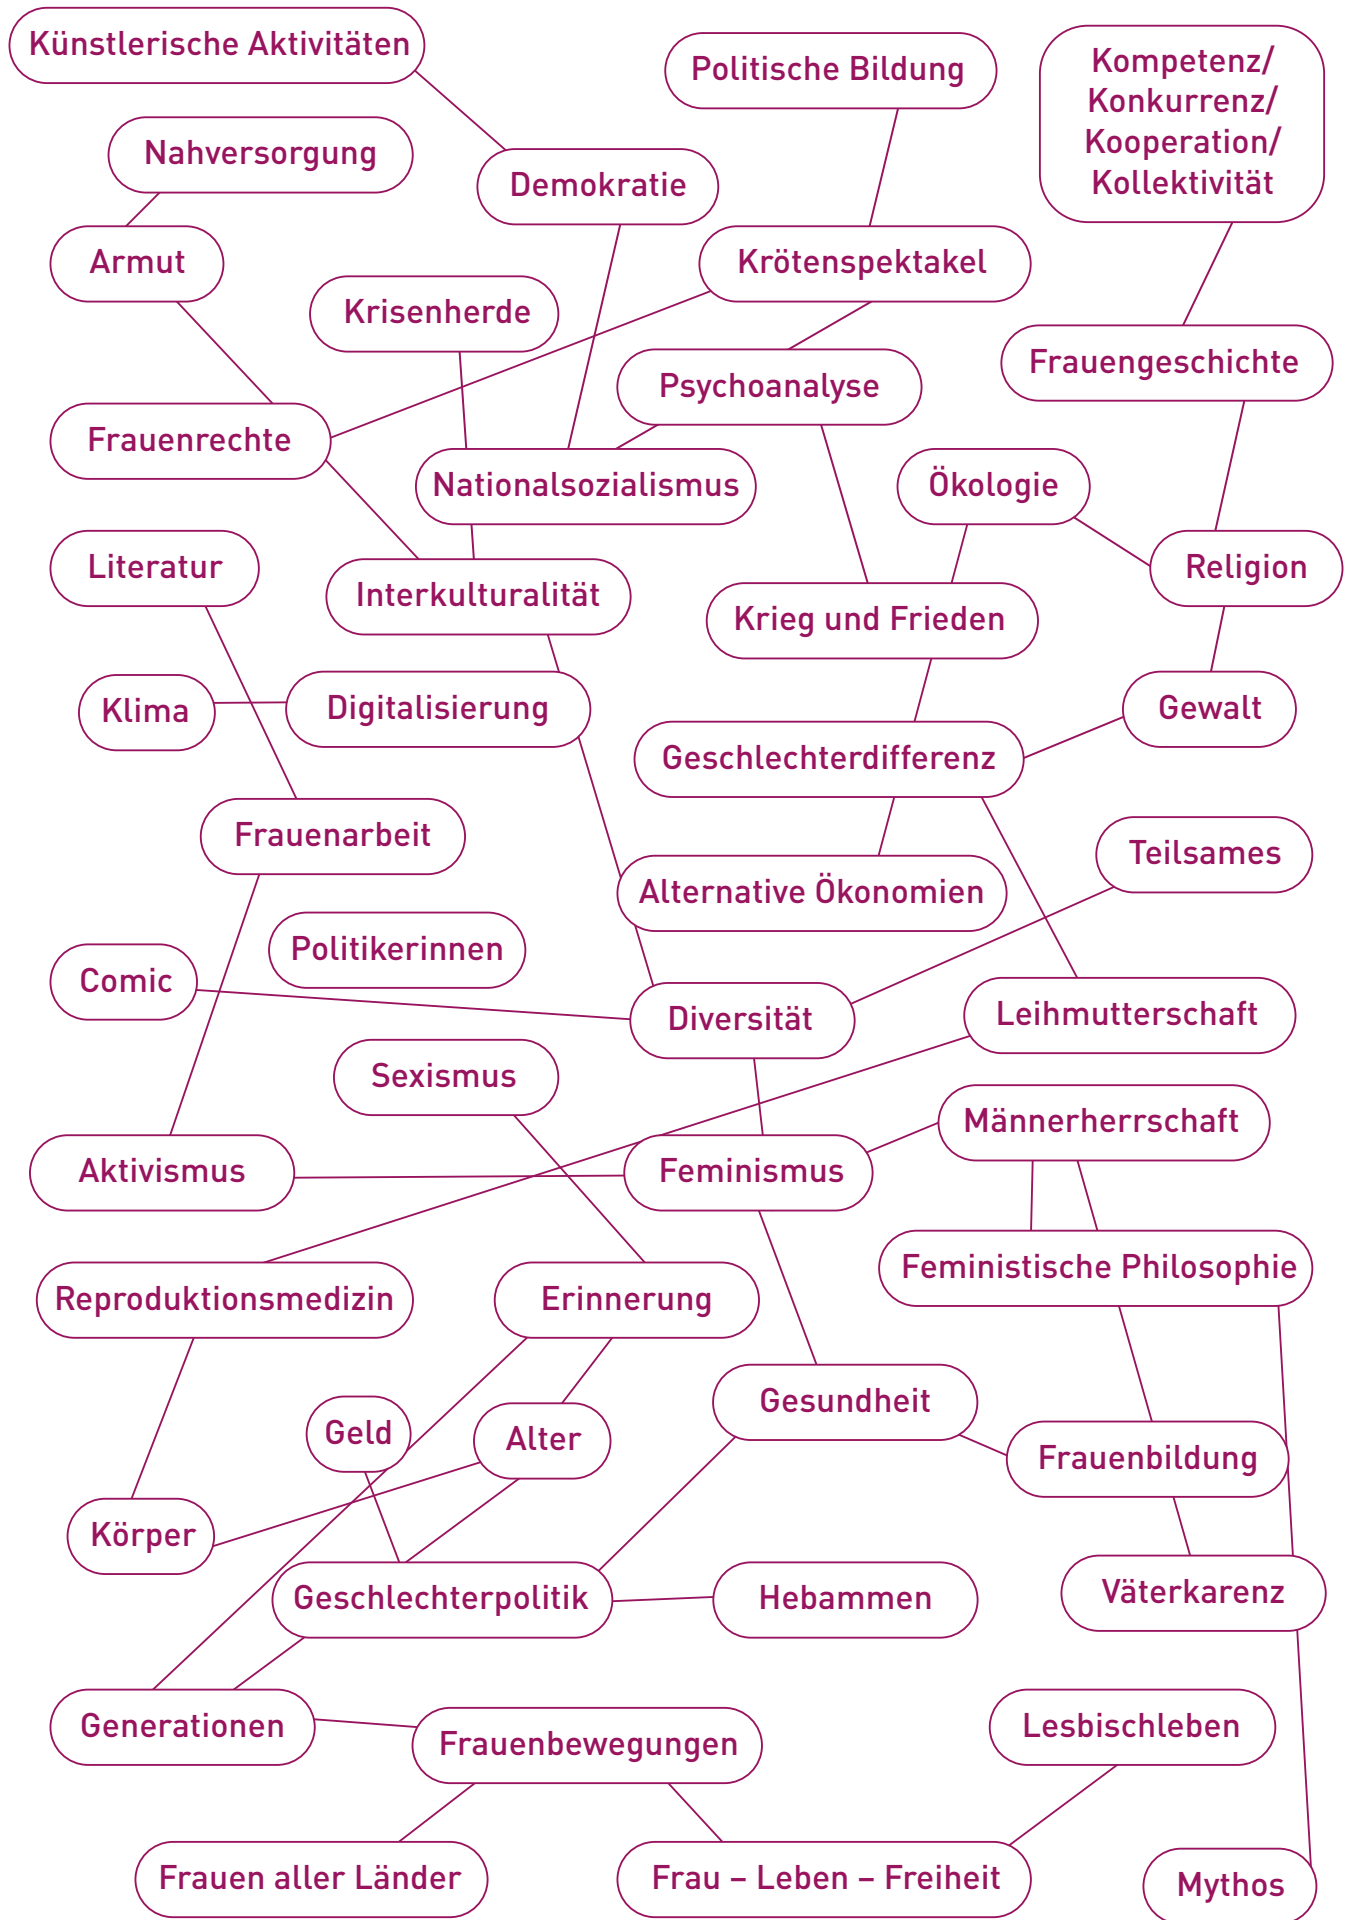 Künstlerische Aktivitäten
Politische Bildung
Kompetenz/
Konkurrenz/
Kooperation/
Kollektivität
Nahversorgung
Demokratie
Armut
Krötenspektakel
Krisenherde
Frauengeschichte
Psychoanalyse
Frauenrechte
Nationalsozialismus
Ökologie
Literatur
Religion
Interkulturalität
Krieg und Frieden
Klima
Digitalisierung
Gewalt
Geschlechterdifferenz
Frauenarbeit
Teilsames
Alternative Ökonomien
Politikerinnen
Comic
Diversität
Leihmutterschaft
Sexismus
Männerherrschaft
Aktivismus
Feminismus
Feministische Philosophie
Reproduktionsmedizin
Erinnerung
Gesundheit
Geld
Alter
Frauenbildung
Körper
Väterkarenz
Geschlechterpolitik
Hebammen
Generationen
Lesbischleben
Frauenbewegungen
Frauen aller Länder
Frau – Leben – Freiheit
Mythos